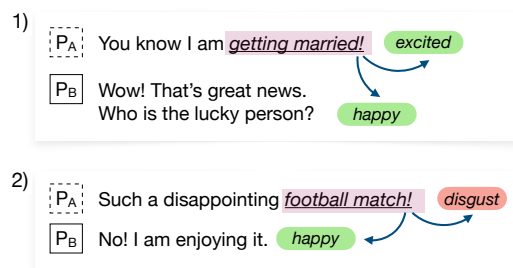 1)
PA You know I am getting married! excited
PB Wow! That's great news.
Who is the lucky person? happy
2)
PA Such a disappointing football match! disgust
PB No! I am enjoying it. happy